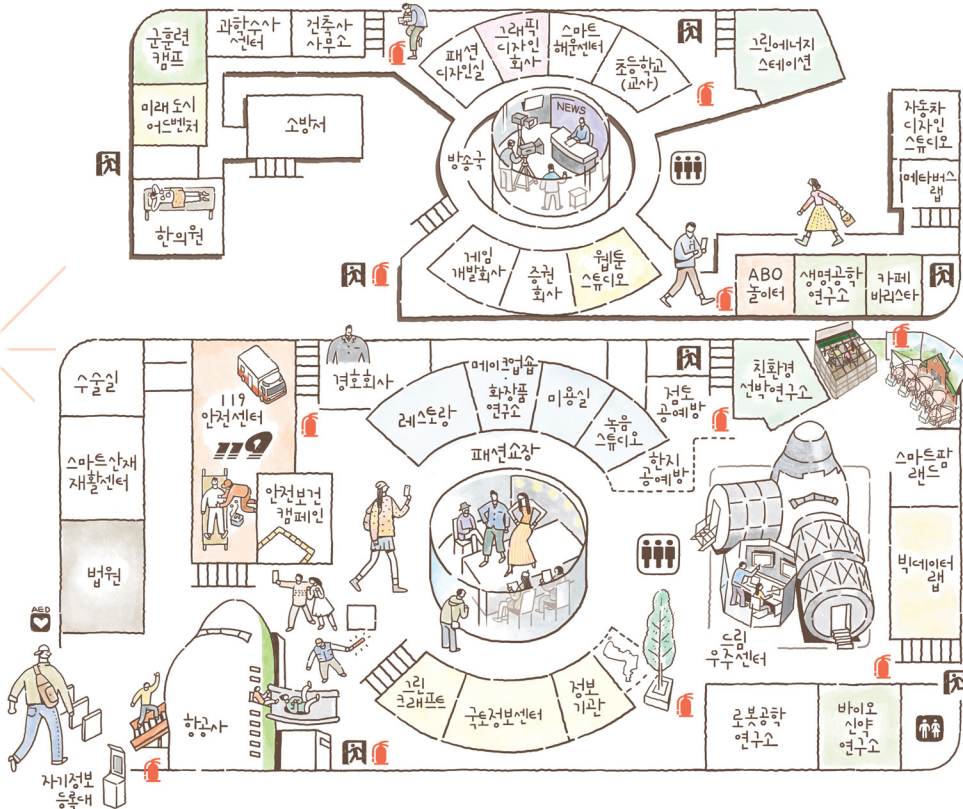 군훈련
캠프
과학수사
센터
건축사
사무소
패션
디자인실
그래픽
디자인
회사
스마트
해운센터
초등학교
(교사)
그린에너지
스테이션
미래도시
어드벤처
소방서
방송국
NEWS
자동차
디자인
스튜디오
메타버스
랩
한의원
게임
개발회사
증권
회사
웹툰
스튜디오
ABO
놀이터
생명공학
연구소
카페
바리스타
수술실
119
안전센터
119
경호회사
레스토랑
메이크업숍
·
화장품
연구소
미용실
녹음
스튜디오
점토
공예방
친환경
선박연구소
한지
공예방
패션쇼장
스마트산재
재활센터
안전보건
캠페인
스마트팜
랜드
법원
빅데이터
랩
AED
드림
우주센터
항공사
그린
크래프트
국토정보센터
정보
기관
로봇공학
연구소
바이오
신약
연구소
자기정보
등록대